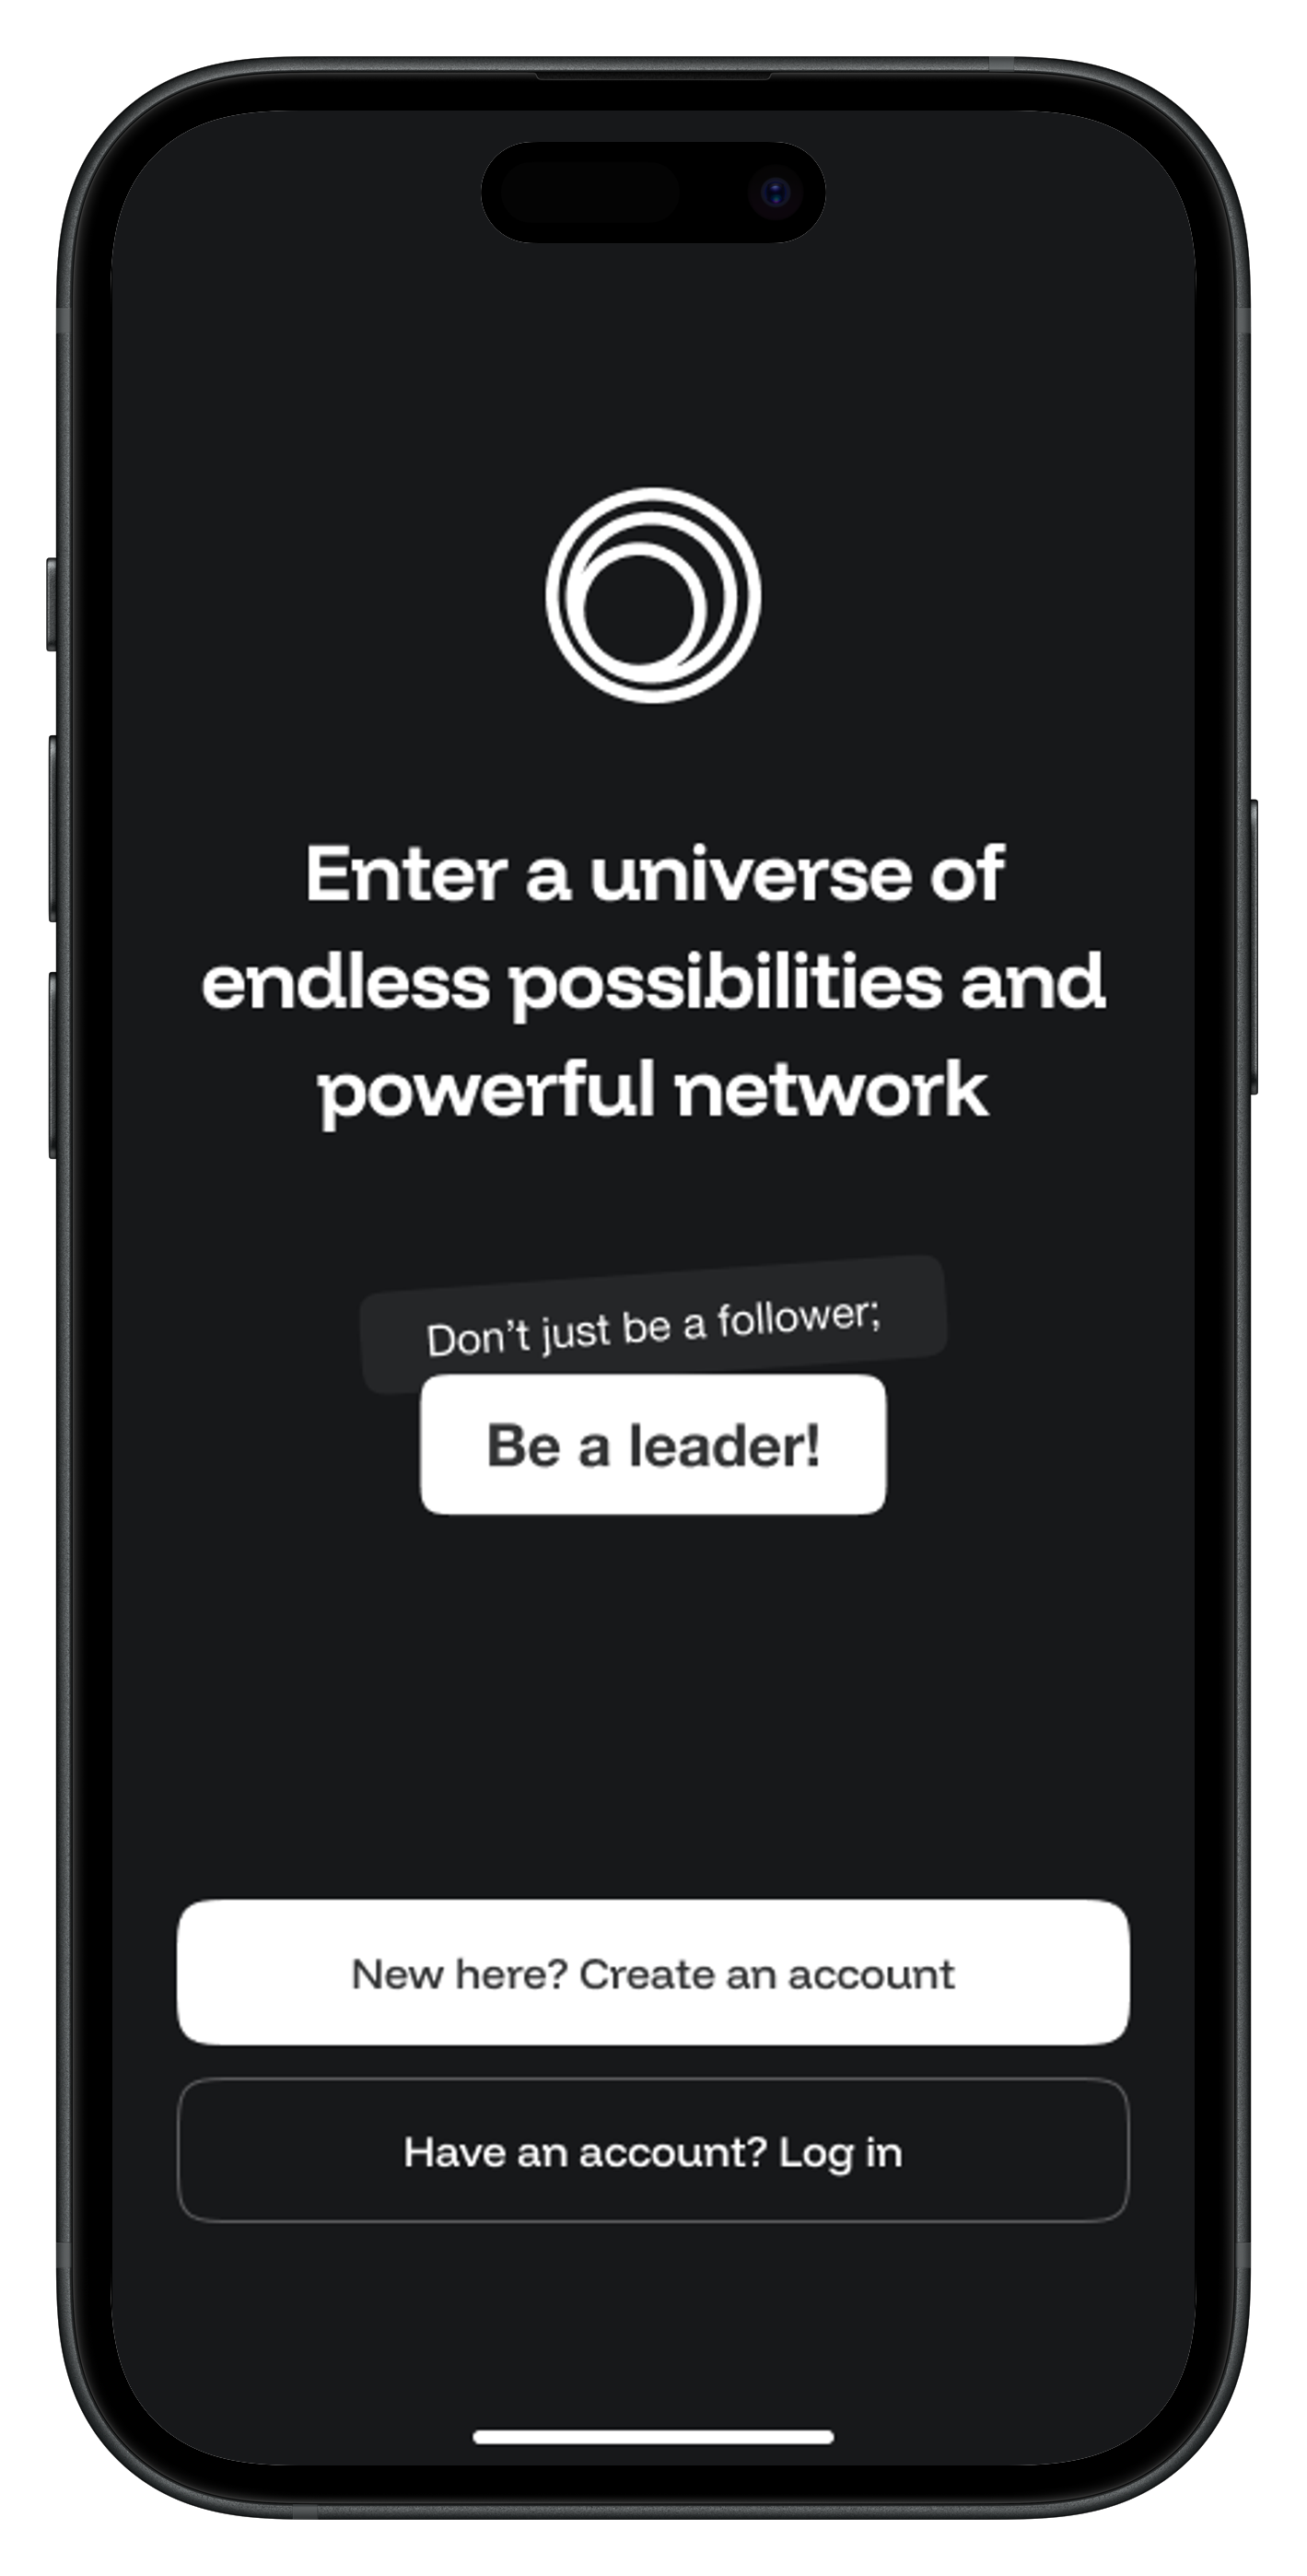 Enter a universe of
endless possibilities and
powerful network
Don’t just be a follower;
Be a leader!
New here? Create an account
Have an account? Log in